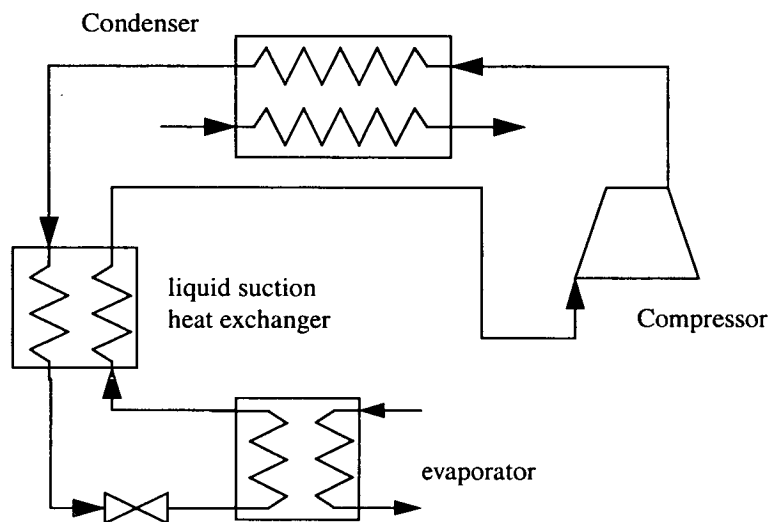 Condenser
liquid suction
heat exchanger
Compressor
evaporator